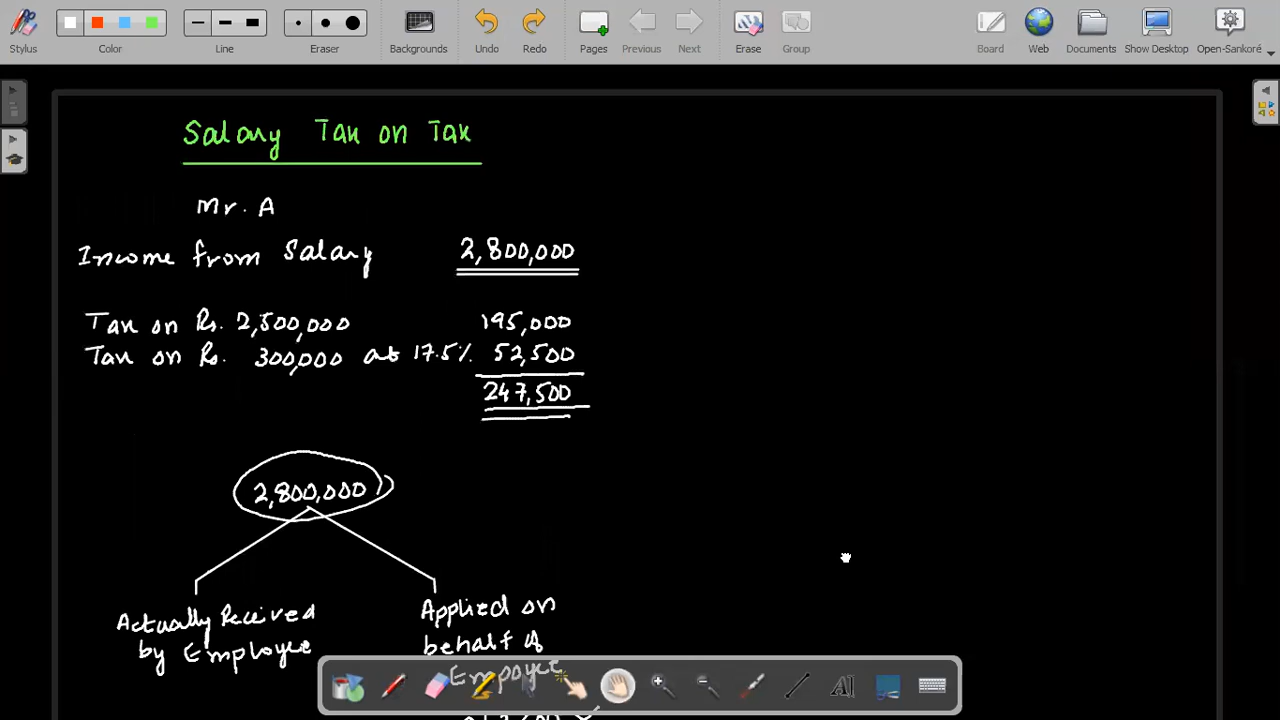 Stylus
Color
Line
Eraser
Backgrounds
Undo
Redo
Pages
Previous
Next
Erase
Group
Board
Web
Documents
Show Desktop
Open-Sankoré
Salary Tax on Tax
Mr. A
Income from Salary 2,800,000
Tax on Rs. 2,500,000 195,000
Tax on Rs. 300,000 at 17.5% 52,500
247,500
2,800,000
Actually Received
by Employee
Applied on
behalf of
Empoyee